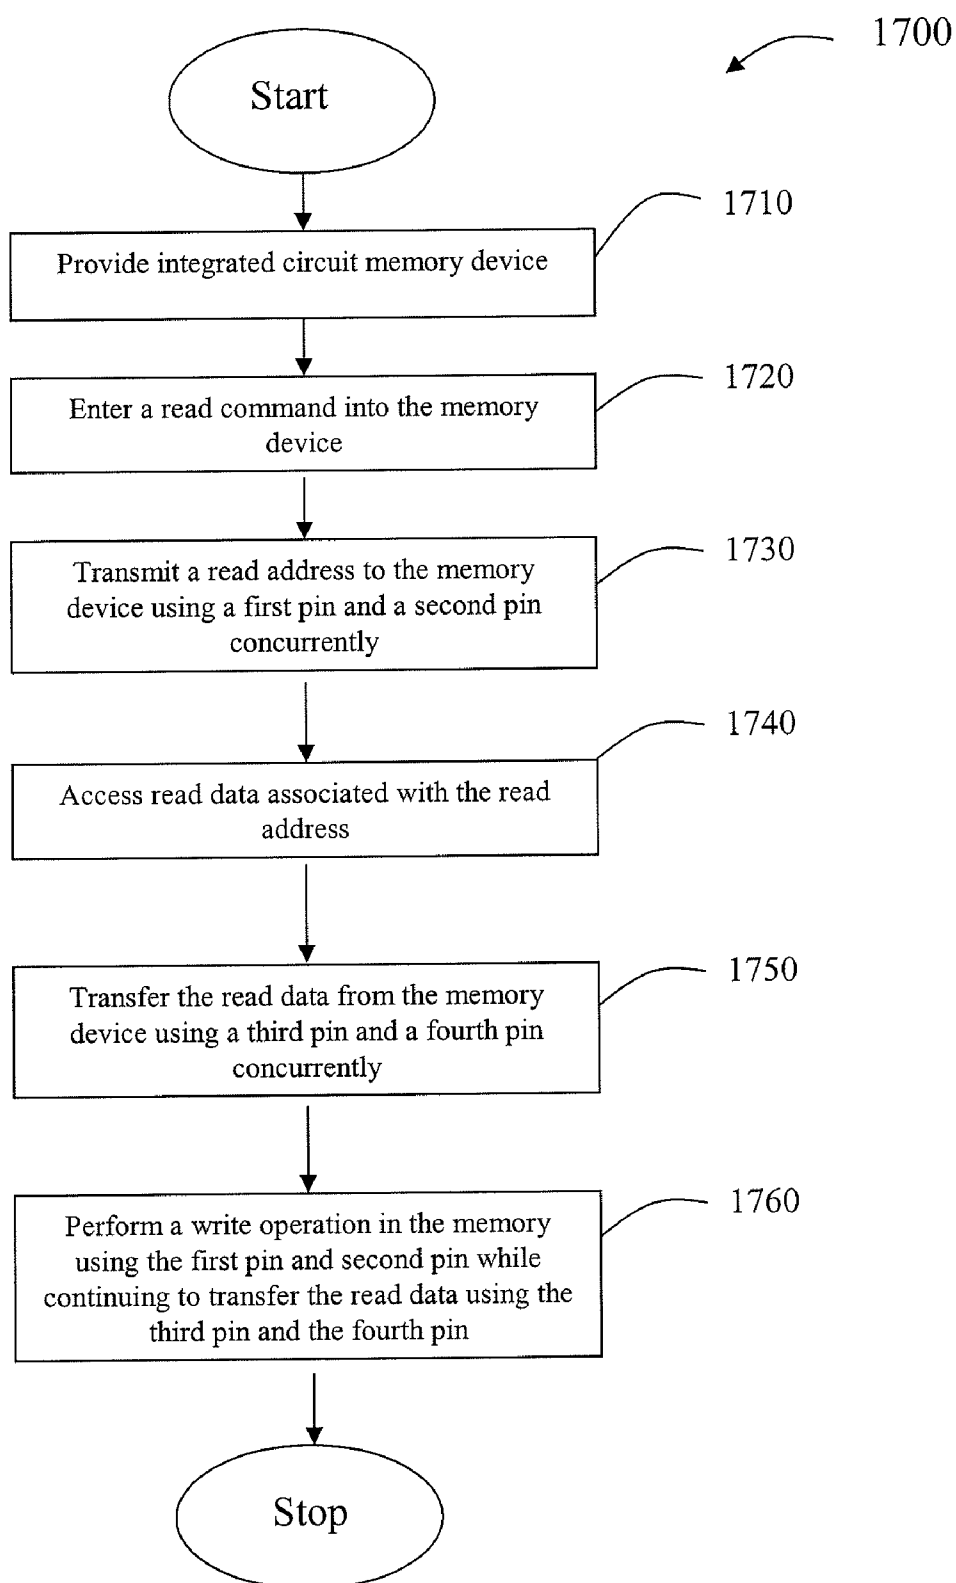 1700
Start
1710
Provide integrated circuit memory device
1720
Enter a read command into the memory
device
1730
Transmit a read address to the memory
device using a first pin and a second pin
concurrently
1740
Access read data associated with the read
address
1750
Transfer the read data from the memory
device using a third pin and a fourth pin
concurrently
1760
Perform a write operation in the memory
using the first pin and second pin while
continuing to transfer the read data using the
third pin and the fourth pin
Stop